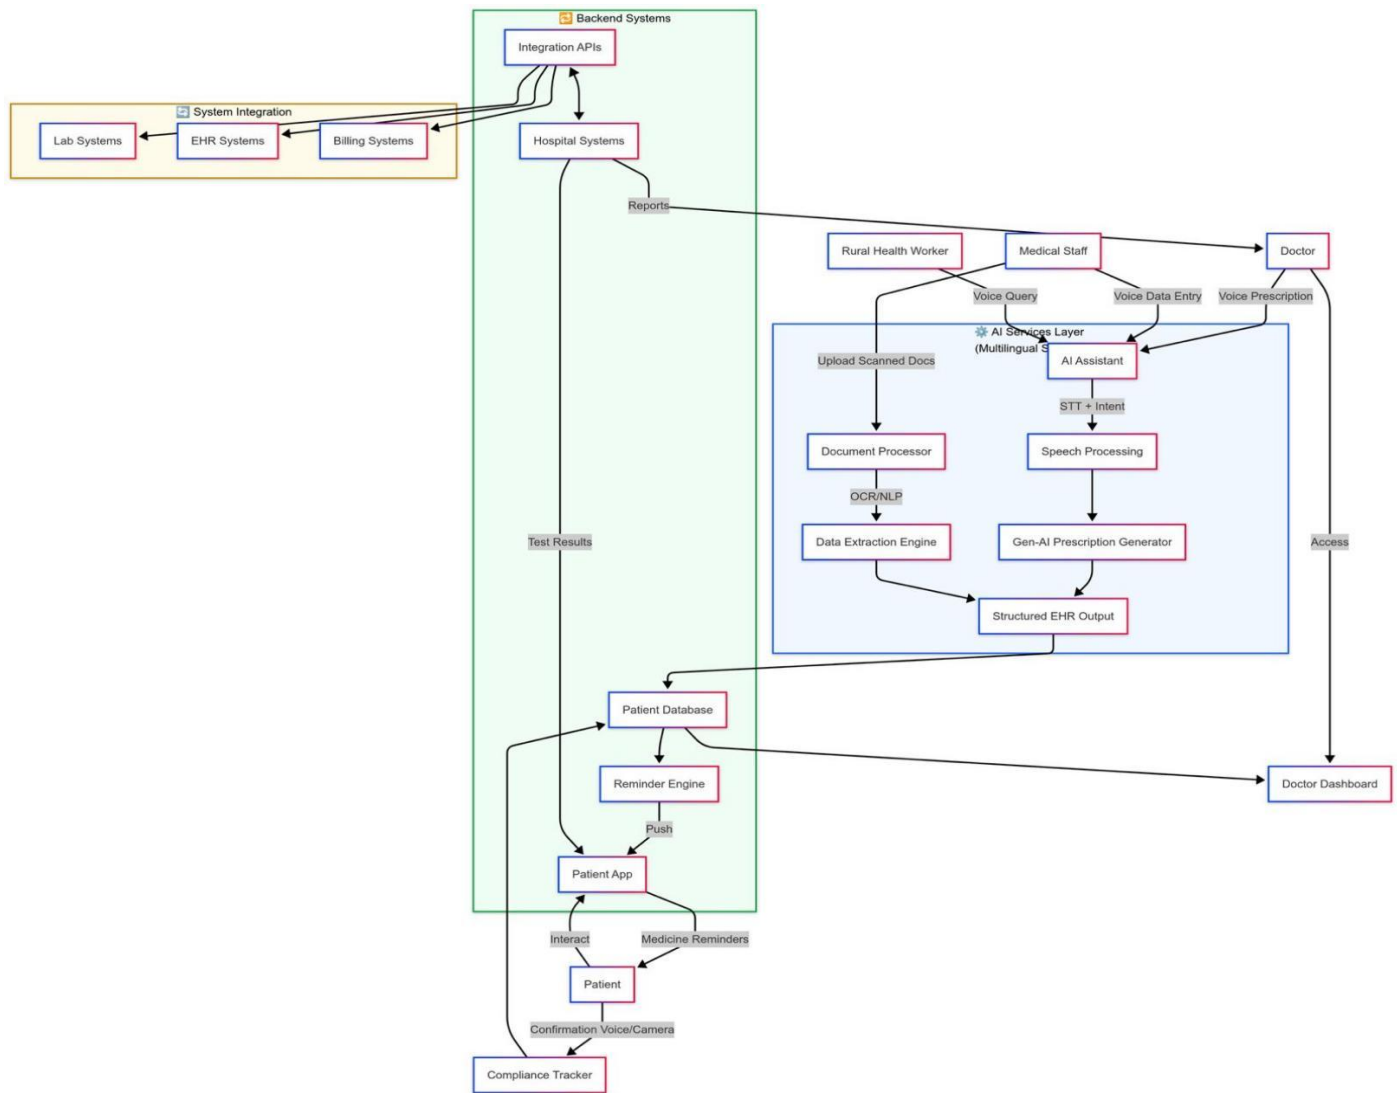 Backend Systems
Integration APIs
System Integration
Lab Systems
EHR Systems
Billing Systems
Hospital Systems
Reports
Rural Health Worker
Medical Staff
Doctor
Voice Query
Voice Data Entry
Voice Prescription
AI Services Layer
(Multilingual
AI Assistant
Upload Scanned Docs
STT + Intent
Document Processor
Speech Processing
OCR/NLP
Test Results
Data Extraction Engine
Gen-AI Prescription Generator
Access
Structured EHR Output
Patient Database
Reminder Engine
Doctor Dashboard
Push
Patient App
Interact
Medicine Reminders
Patient
Confirmation Voice/Camera
Compliance Tracker